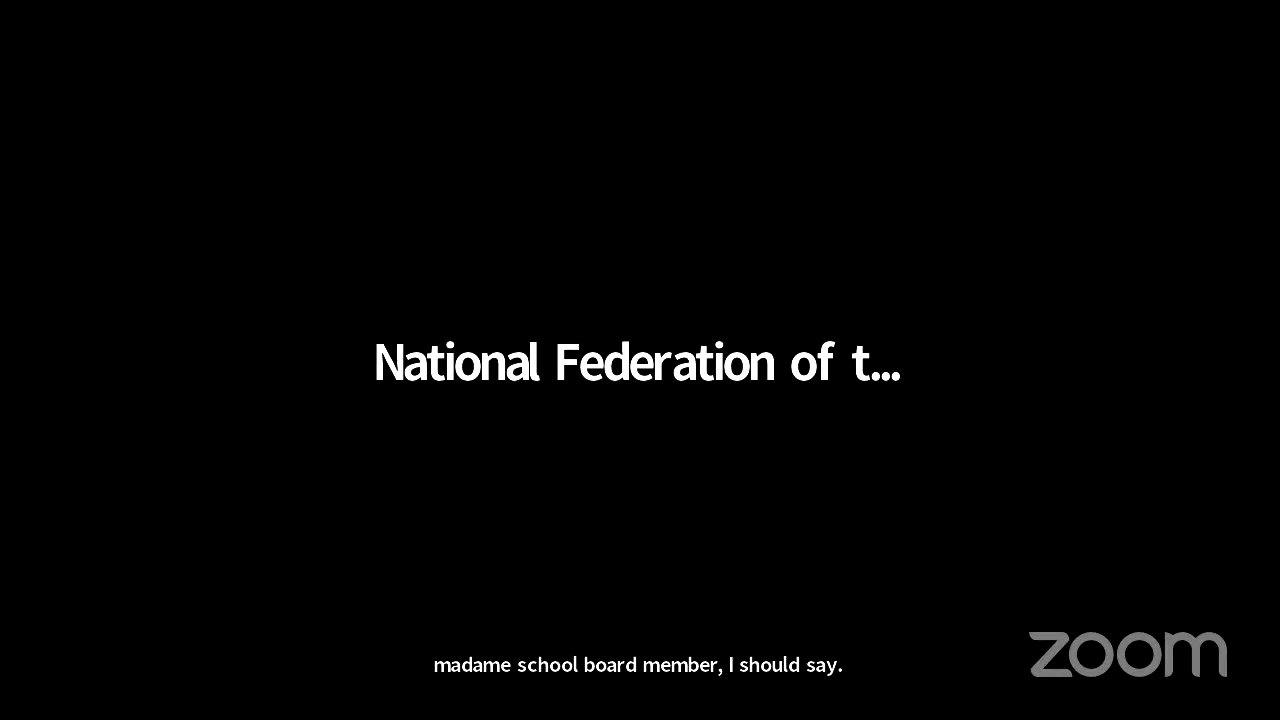 National Federation of t...
madame school board member, I should say.
zoom